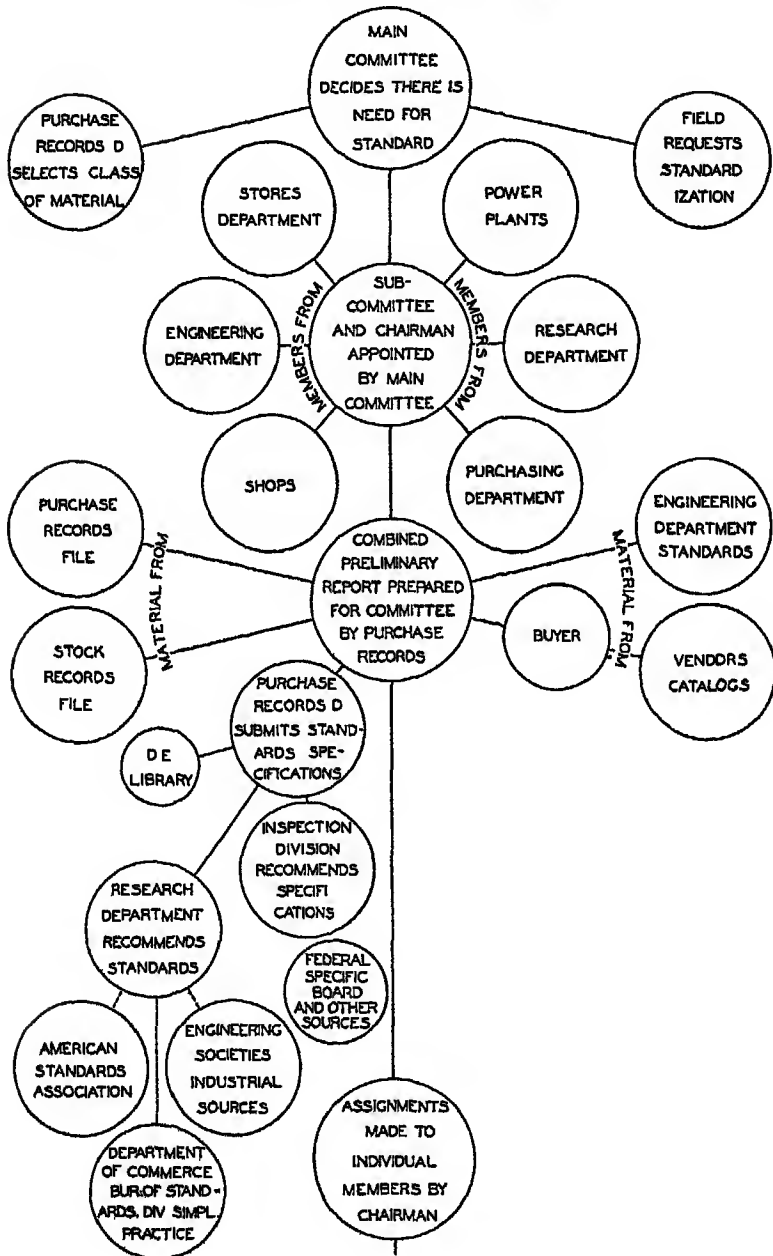 MAIN
COMMITTEE
DECIDES THERE IS
NEED FOR
STANDARD
PURCHASE
RECORDS D
SELECTS CLASS
OF MATERIAL
FIELD
REQUESTS
STANDARD
IZATION
STORES
DEPARTMENT
POWER
PLANTS
ENGINEERING
DEPARTMENT
MEMBERS FROM
SUB-
COMMITTEE
AND CHAIRMAN
APPOINTED
BY MAIN
COMMITTEE
MEMBERS FROM
RESEARCH
DEPARTMENT
SHOPS
PURCHASING
DEPARTMENT
PURCHASE
RECORDS
FILE
MATERIAL FROM
STOCK
RECORDS
FILE
COMBINED
PRELIMINARY
REPORT PREPARED
FOR COMMITTEE
BY PURCHASE
RECORDS
ENGINEERING
DEPARTMENT
STANDARDS
MATERIAL FROM
BUYER
VENDDRS
CATALOGS
PURCHASE
RECORDS D
SUBMITS STAND-
ARDS SPE-
CIFICATIONS
D E
LIBRARY
INSPECTION
DIVISION
RECOMMENDS
SPECIFI
CATIONS
RESEARCH
DEPARTMENT
RECOMMENDS
STANDARDS
FEDERAL
SPECIFIC
BOARD
AND OTHER
SOURCES
AMERICAN
STANDARDS
ASSOCIATION
ENGINEERING
SOCIETIES
INDUSTRIAL
SOURCES
DEPARTMENT
OF COMMERCE
BUR. OF STAND-
ARDS. DIV SIMPL.
PRACTICE
ASSIGNMENTS
MADE TO
INDIVIDUAL
MEMBERS BY
CHAIRMAN